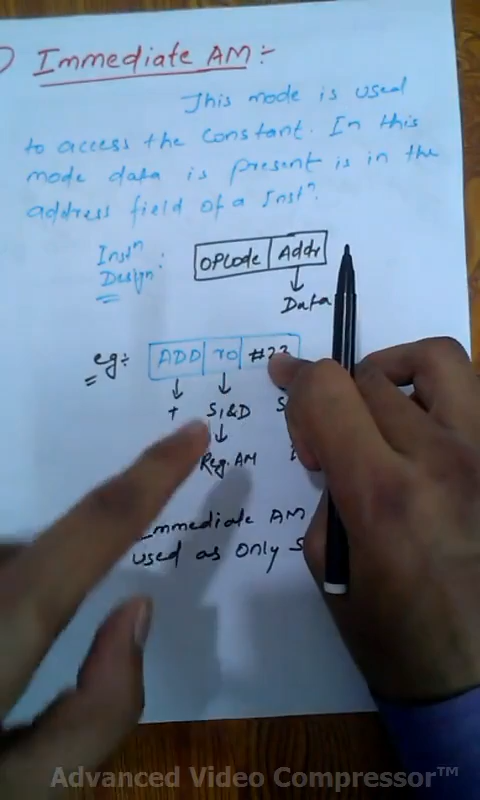 Immediate AM:-
This mode is used
to access the Constant. In this
mode data is present is in the
address field of a Instⁿ.
Instⁿ Design:
OPCode | Addr
Data
eg:- ADD | r0 | #23
+ S1&D S
Reg. AM
Immediate AM
used as only S
Advanced Video Compressor™